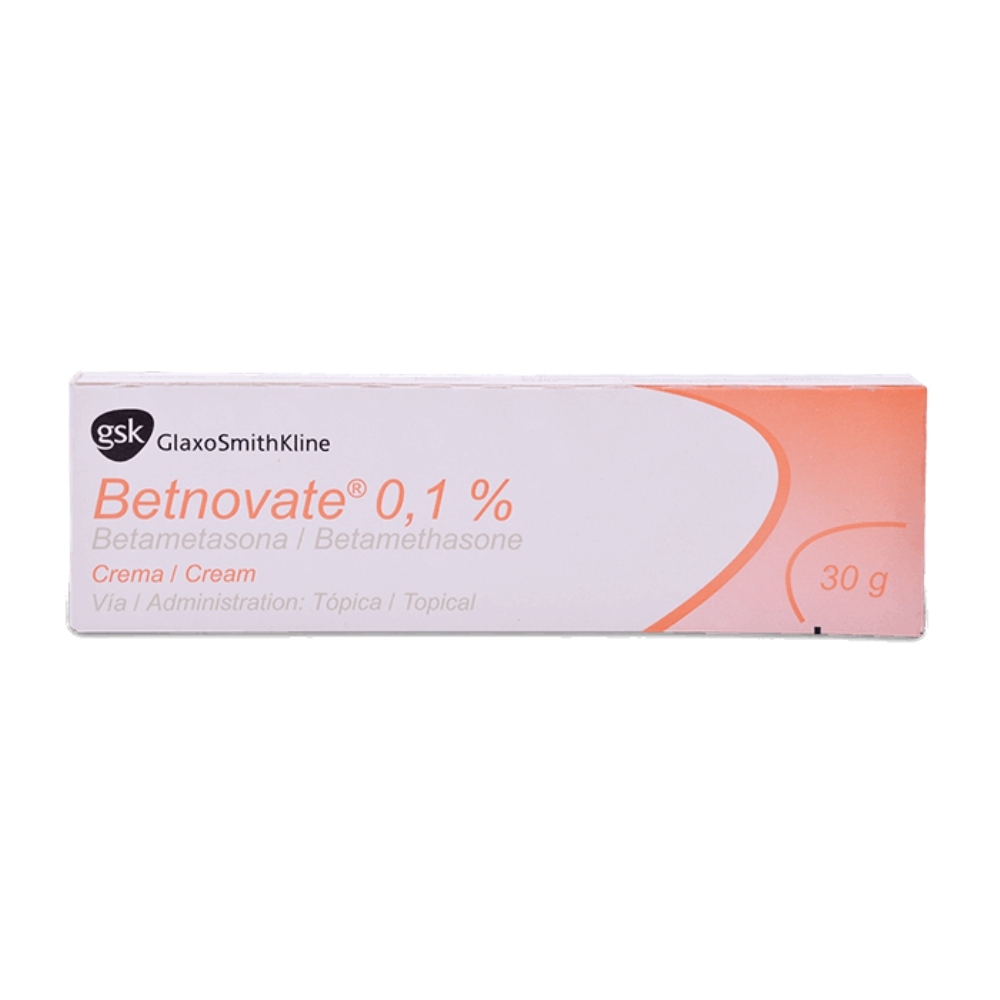 gsk GlaxoSmithKline
Betnovate® 0,1 %
Betametasona / Betamethasone
Crema / Cream
Vía / Administration: Tópica / Topical
30 g